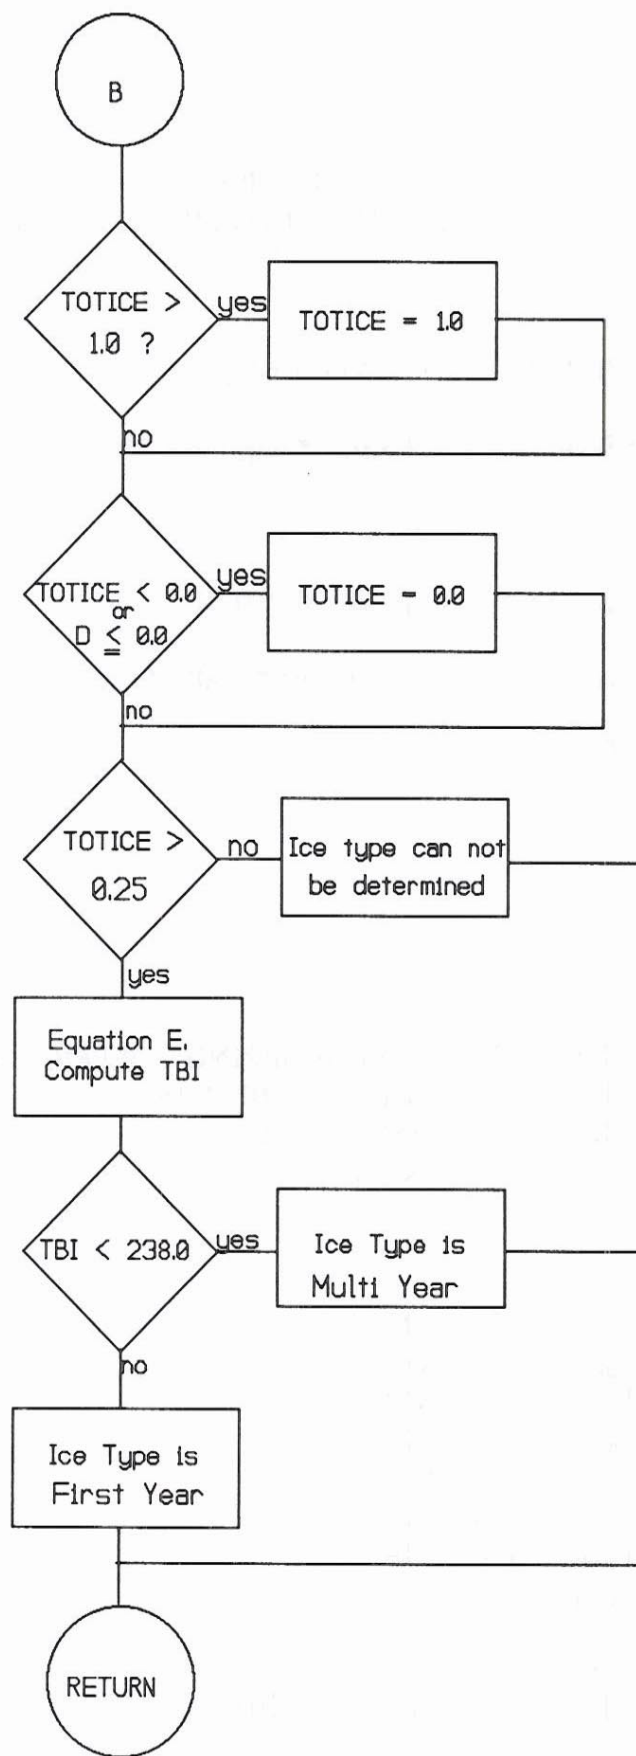 B
TOTICE >
1.0 ?
yes
TOTICE = 1.0
no
TOTICE < 0.0
or
D ≤ 0.0
yes
TOTICE = 0.0
no
TOTICE >
0.25
no
Ice type can not
be determined
yes
Equation E.
Compute TBI
TBI < 238.0
yes
Ice Type is
Multi Year
no
Ice Type is
First Year
RETURN